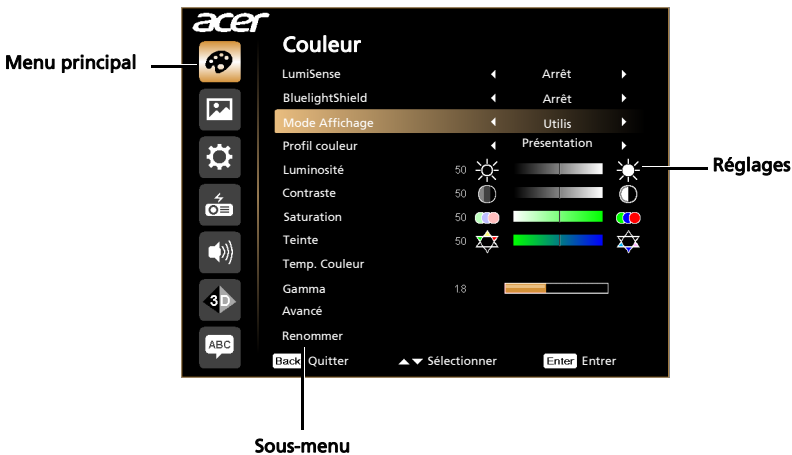 acer
Menu principal
Couleur
LumiSense Arrêt
BluelightShield Arrêt
Mode Affichage Utilis
Profil couleur Présentation
Luminosité 50
Réglages
Contraste 50
Saturation 50
Teinte 50
Temp. Couleur
Gamma 1.8
Avancé
Renommer
3D
ABC
Back Quitter Sélectionner Enter Entrer
Sous-menu